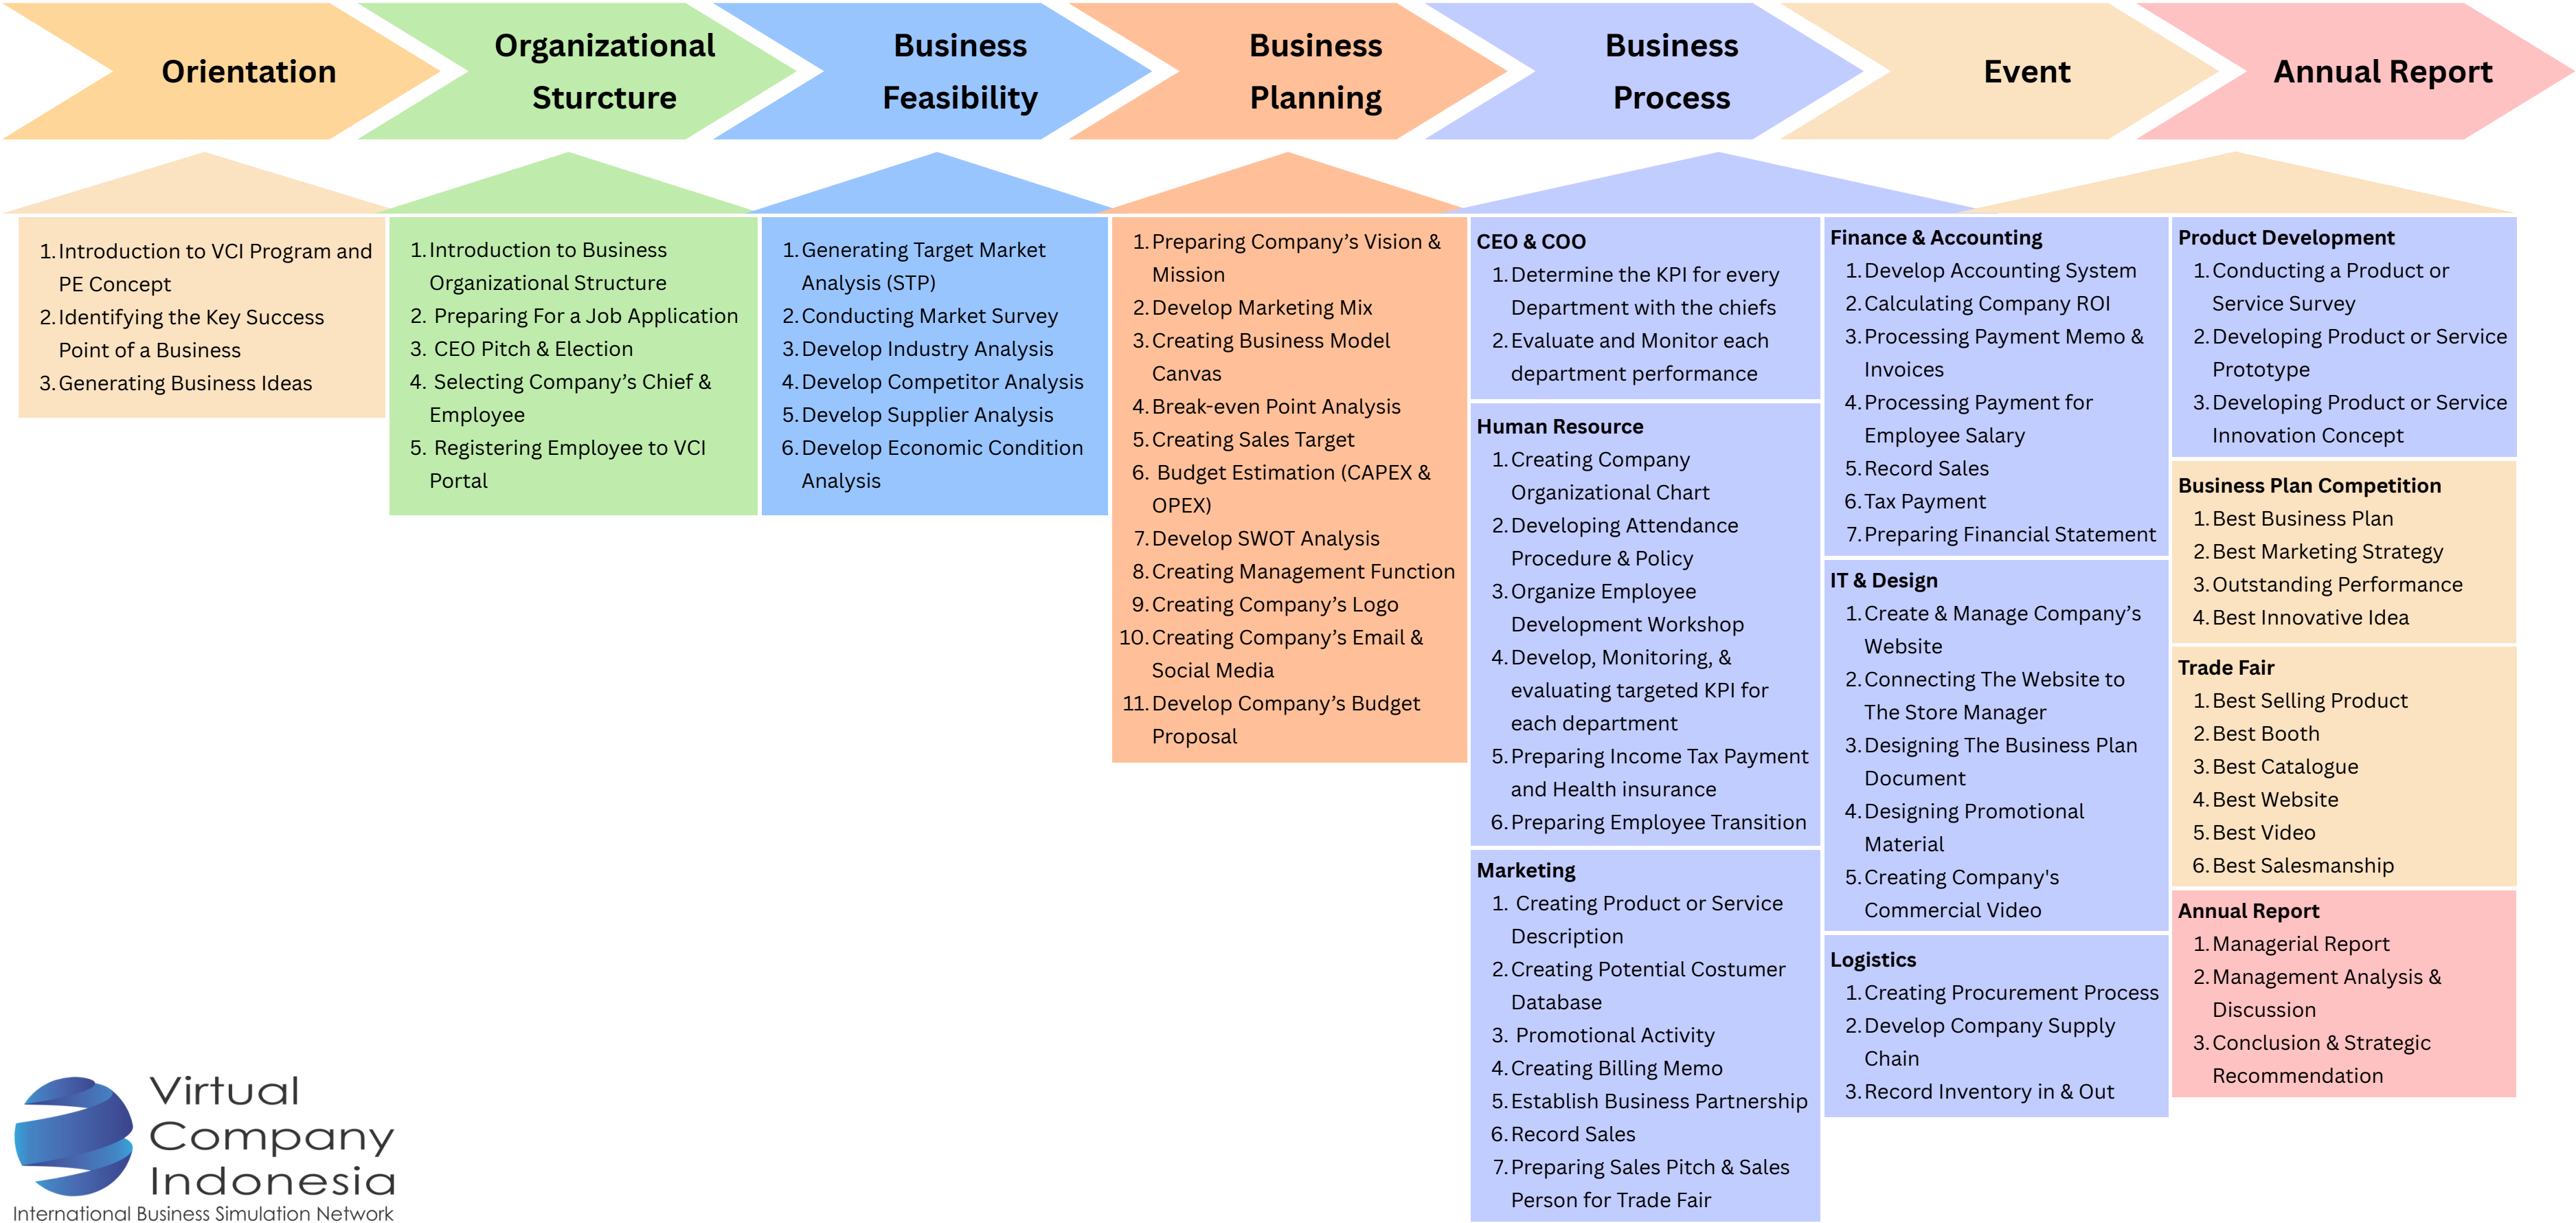 Orientation
Organizational
Sturcture
Business
Feasibility
Business
Planning
Business
Process
Event
Annual Report
1. Introduction to VCI Program and
PE Concept
2. Identifying the Key Success
Point of a Business
3. Generating Business Ideas
1. Introduction to Business
Organizational Structure
2. Preparing For a Job Application
3. CEO Pitch & Election
4. Selecting Company’s Chief &
Employee
5. Registering Employee to VCI
Portal
1. Generating Target Market
Analysis (STP)
2. Conducting Market Survey
3. Develop Industry Analysis
4. Develop Competitor Analysis
5. Develop Supplier Analysis
6. Develop Economic Condition
Analysis
1. Preparing Company’s Vision &
Mission
2. Develop Marketing Mix
3. Creating Business Model
Canvas
4. Break-even Point Analysis
5. Creating Sales Target
6. Budget Estimation (CAPEX &
OPEX)
7. Develop SWOT Analysis
8. Creating Management Function
9. Creating Company’s Logo
10. Creating Company’s Email &
Social Media
11. Develop Company’s Budget
Proposal
CEO & COO
1. Determine the KPI for every
Department with the chiefs
2. Evaluate and Monitor each
department performance
Human Resource
1. Creating Company
Organizational Chart
2. Developing Attendance
Procedure & Policy
3. Organize Employee
Development Workshop
4. Develop, Monitoring, &
evaluating targeted KPI for
each department
5. Preparing Income Tax Payment
and Health insurance
6. Preparing Employee Transition
Marketing
1. Creating Product or Service
Description
2. Creating Potential Costumer
Database
3. Promotional Activity
4. Creating Billing Memo
5. Establish Business Partnership
6. Record Sales
7. Preparing Sales Pitch & Sales
Person for Trade Fair
Finance & Accounting
1. Develop Accounting System
2. Calculating Company ROI
3. Processing Payment Memo &
Invoices
4. Processing Payment for
Employee Salary
5. Record Sales
6. Tax Payment
7. Preparing Financial Statement
IT & Design
1. Create & Manage Company’s
Website
2. Connecting The Website to
The Store Manager
3. Designing The Business Plan
Document
4. Designing Promotional
Material
5. Creating Company's
Commercial Video
Logistics
1. Creating Procurement Process
2. Develop Company Supply
Chain
3. Record Inventory in & Out
Product Development
1. Conducting a Product or
Service Survey
2. Developing Product or Service
Prototype
3. Developing Product or Service
Innovation Concept
Business Plan Competition
1. Best Business Plan
2. Best Marketing Strategy
3. Outstanding Performance
4. Best Innovative Idea
Trade Fair
1. Best Selling Product
2. Best Booth
3. Best Catalogue
4. Best Website
5. Best Video
6. Best Salesmanship
Annual Report
1. Managerial Report
2. Management Analysis &
Discussion
3. Conclusion & Strategic
Recommendation
Virtual
Company
Indonesia
International Business Simulation Network